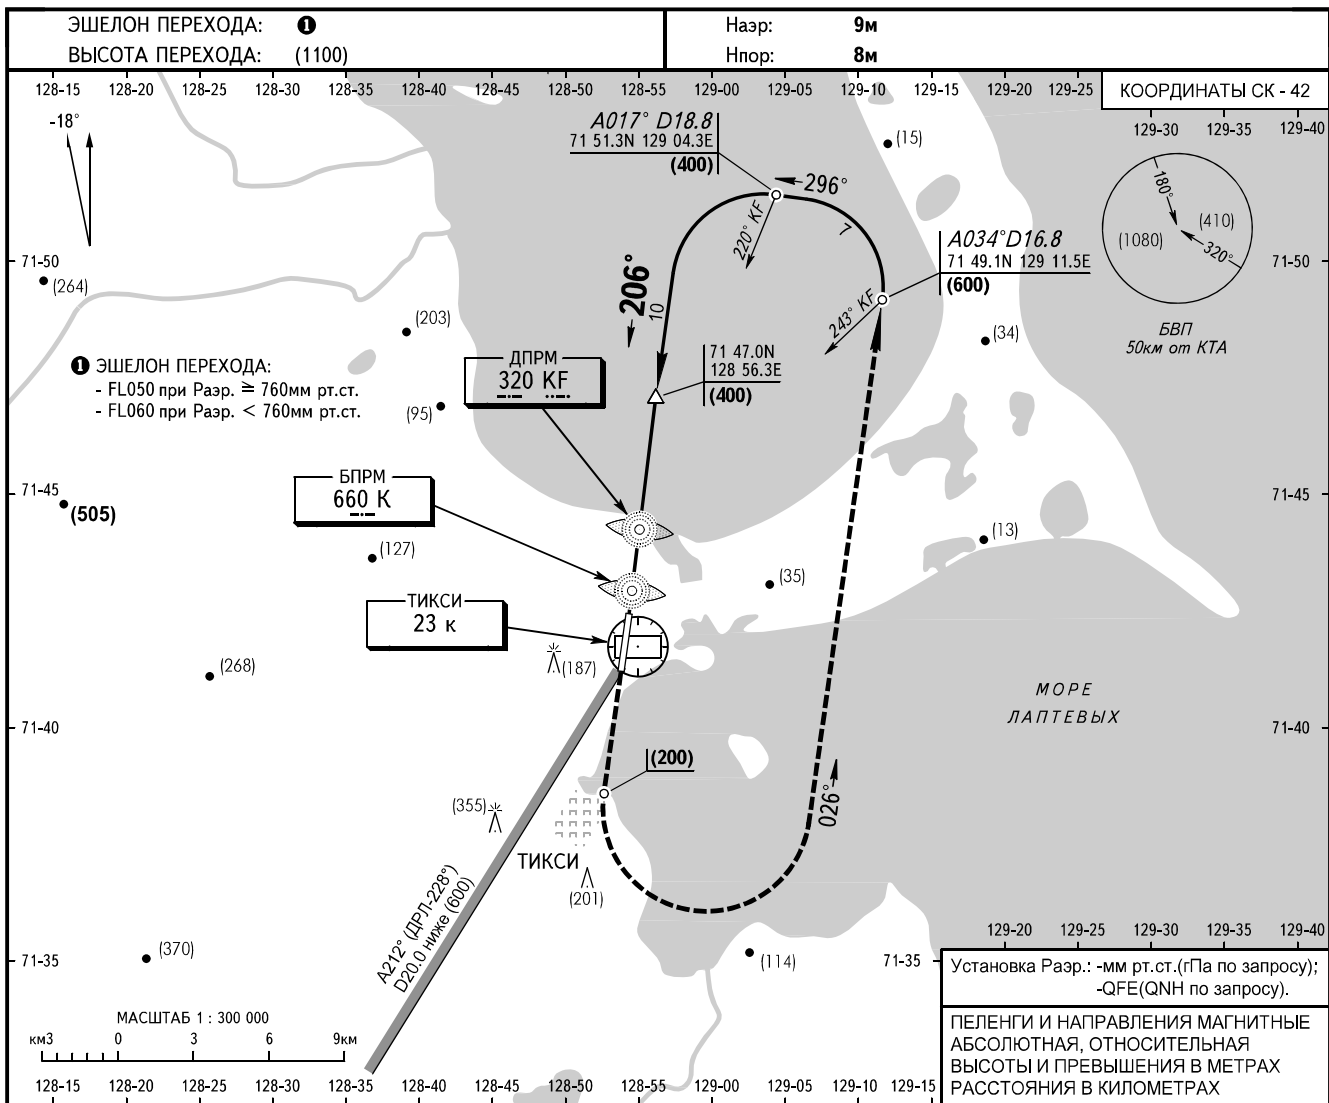 ЭШЕЛОН ПЕРЕХОДА: ❶
ВЫСОТА ПЕРЕХОДА: (1100)
Наэр: 9м
Нпор: 8м
128-15 128-20 128-25 128-30 128-35 128-40 128-45 128-50 128-55 129-00 129-05 129-10 129-15 129-20 129-25
КООРДИНАТЫ СК - 42
129-30 129-35 129-40
-18°
A017° D18.8
71 51.3N 129 04.3E
(400)
(15)
296°
220° KF
7
180°
(410)
(1080)
320°
A034°D16.8
71 49.1N 129 11.5E
(600)
71-50
71-50
(264)
206°
10
243° KF
(203)
(34)
БВП
50км от КТА
❶ ЭШЕЛОН ПЕРЕХОДА:
- FL050 при Раэр. ≥ 760мм рт.ст.
- FL060 при Раэр. < 760мм рт.ст.
ДПРМ
320 KF
71 47.0N
128 56.3E
(400)
(95)
БПРМ
660 К
71-45
71-45
(505)
(127)
(13)
(35)
ТИКСИ
23 к
(187)
(268)
МОРЕ
ЛАПТЕВЫХ
71-40
71-40
(200)
026°
(355)
ТИКСИ
(201)
A212° (ДРЛ-228°)
D20.0 ниже (600)
(370)
(114)
129-20 129-25 129-30 129-35 129-40
71-35
71-35
Установка Раэр.: -мм рт.ст.(гПа по запросу);
-QFE(QNH по запросу).
МАСШТАБ 1 : 300 000
км3 0 3 6 9км
ПЕЛЕНГИ И НАПРАВЛЕНИЯ МАГНИТНЫЕ
АБСОЛЮТНАЯ, ОТНОСИТЕЛЬНАЯ
ВЫСОТЫ И ПРЕВЫШЕНИЯ В МЕТРАХ
РАССТОЯНИЯ В КИЛОМЕТРАХ
128-15 128-20 128-25 128-30 128-35 128-40 128-45 128-50 128-55 129-00 129-05 129-10 129-15